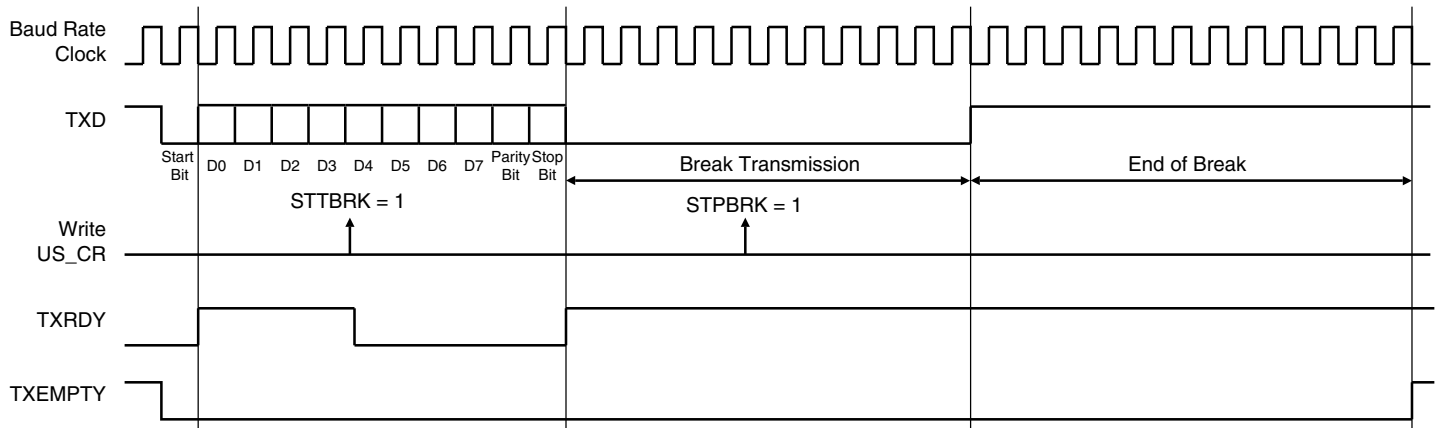 Baud Rate
Clock
TXD
Start
Bit
D0
D1
D2
D3
D4
D5
D6
D7
Parity
Bit
Stop
Bit
Break Transmission
End of Break
STTBRK = 1
STPBRK = 1
Write
US_CR
TXRDY
TXEMPTY